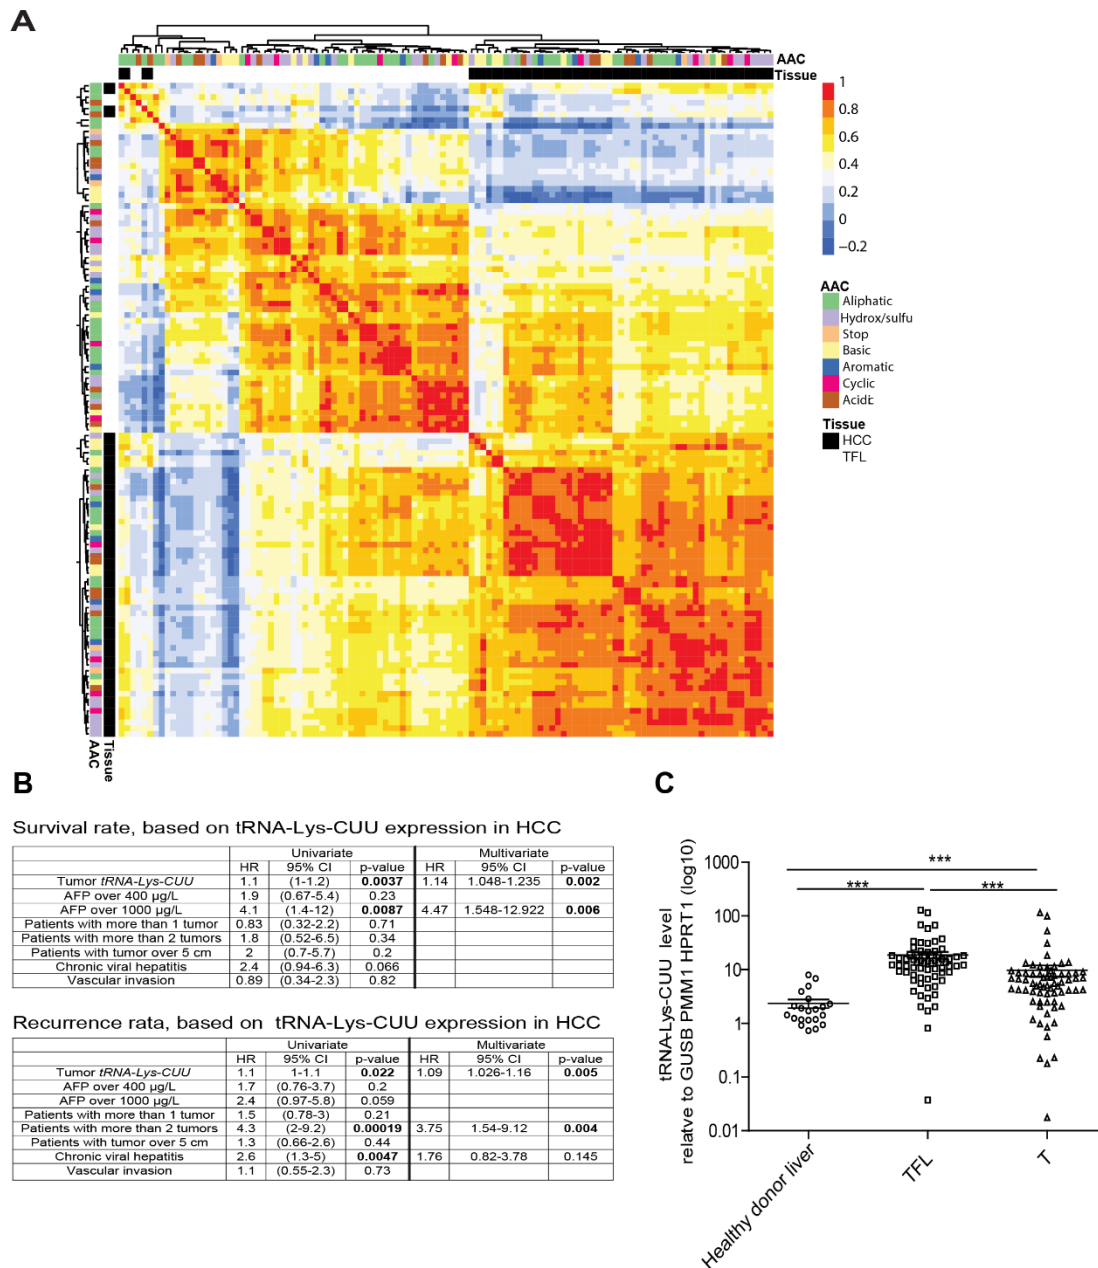 A
AAC
Tissue
1
0.8
0.6
0.4
0.2
0
−0.2
AAC
Aliphatic
Hydrox/sulfu
Stop
Basic
Aromatic
Cyclic
Acidic
Tissue
HCC
TFL
AAC
Tissue
B
Survival rate, based on tRNA-Lys-CUU expression in HCC
Univariate Multivariate
HR 95% CI p-value HR 95% CI p-value
Tumor tRNA-Lys-CUU 1.1 (1-1.2) 0.0037 1.14 1.048-1.235 0.002
AFP over 400 µg/L 1.9 (0.67-5.4) 0.23
AFP over 1000 µg/L 4.1 (1.4-12) 0.0087 4.47 1.548-12.922 0.006
Patients with more than 1 tumor 0.83 (0.32-2.2) 0.71
Patients with more than 2 tumors 1.8 (0.52-6.5) 0.34
Patients with tumor over 5 cm 2 (0.7-5.7) 0.2
Chronic viral hepatitis 2.4 (0.94-6.3) 0.066
Vascular invasion 0.89 (0.34-2.3) 0.82
Recurrence rata, based on tRNA-Lys-CUU expression in HCC
Univariate Multivariate
HR 95% CI p-value HR 95% CI p-value
Tumor tRNA-Lys-CUU 1.1 1-1.1 0.022 1.09 1.026-1.16 0.005
AFP over 400 µg/L 1.7 (0.76-3.7) 0.2
AFP over 1000 µg/L 2.4 (0.97-5.8) 0.059
Patients with more than 1 tumor 1.5 (0.78-3) 0.21
Patients with more than 2 tumors 4.3 (2-9.2) 0.00019 3.75 1.54-9.12 0.004
Patients with tumor over 5 cm 1.3 (0.66-2.6) 0.44
Chronic viral hepatitis 2.6 (1.3-5) 0.0047 1.76 0.82-3.78 0.145
Vascular invasion 1.1 (0.55-2.3) 0.73
C
tRNA-Lys-CUU level
relatve to GUSB PMM1 HPRT1 (log10)
1000
100
10
1
0.1
0.01
***
***
***
Healthy donor liver
TFL
T